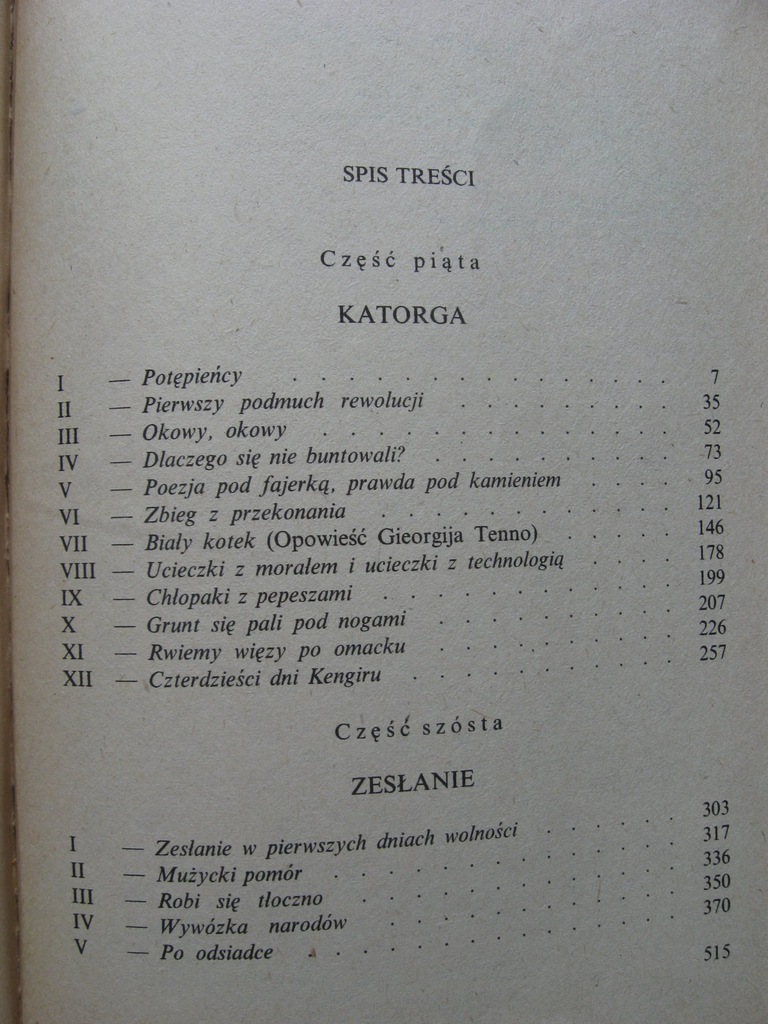 SPIS TREŚCI
Część piąta
KATORGA
I — Potępieńcy . . . . . . . . . . . . . . 7
II — Pierwszy podmuch rewolucji . . . . . . . . 35
III — Okowy, okowy . . . . . . . . . . . . . 52
IV — Dlaczego się nie buntowali? . . . . . . . . . 73
V — Poezja pod fajerką, prawda pod kamieniem . . . . 95
VI — Zbieg z przekonania . . . . . . . . . . . 121
VII — Biały kotek (Opowieść Gieorgija Tenno) . . . . 146
VIII — Ucieczki z morałem i ucieczki z technologią . . . . 178
IX — Chłopaki z pepeszami . . . . . . . . . . . 199
X — Grunt się pali pod nogami . . . . . . . . . 207
XI — Rwiemy więzy po omacku . . . . . . . . . 226
XII — Czterdzieści dni Kengiru . . . . . . . . . . 257
Część szósta
ZESŁANIE
I — Zesłanie w pierwszych dniach wolności . . . . . . 303
II — Mużycki pomór . . . . . . . . . . . . . 317
III — Robi się tłoczno . . . . . . . . . . . . 336
IV — Wywózka narodów . . . . . . . . . . . 350
V — Po odsiadce . . . . . . . . . . . . . . 370
515